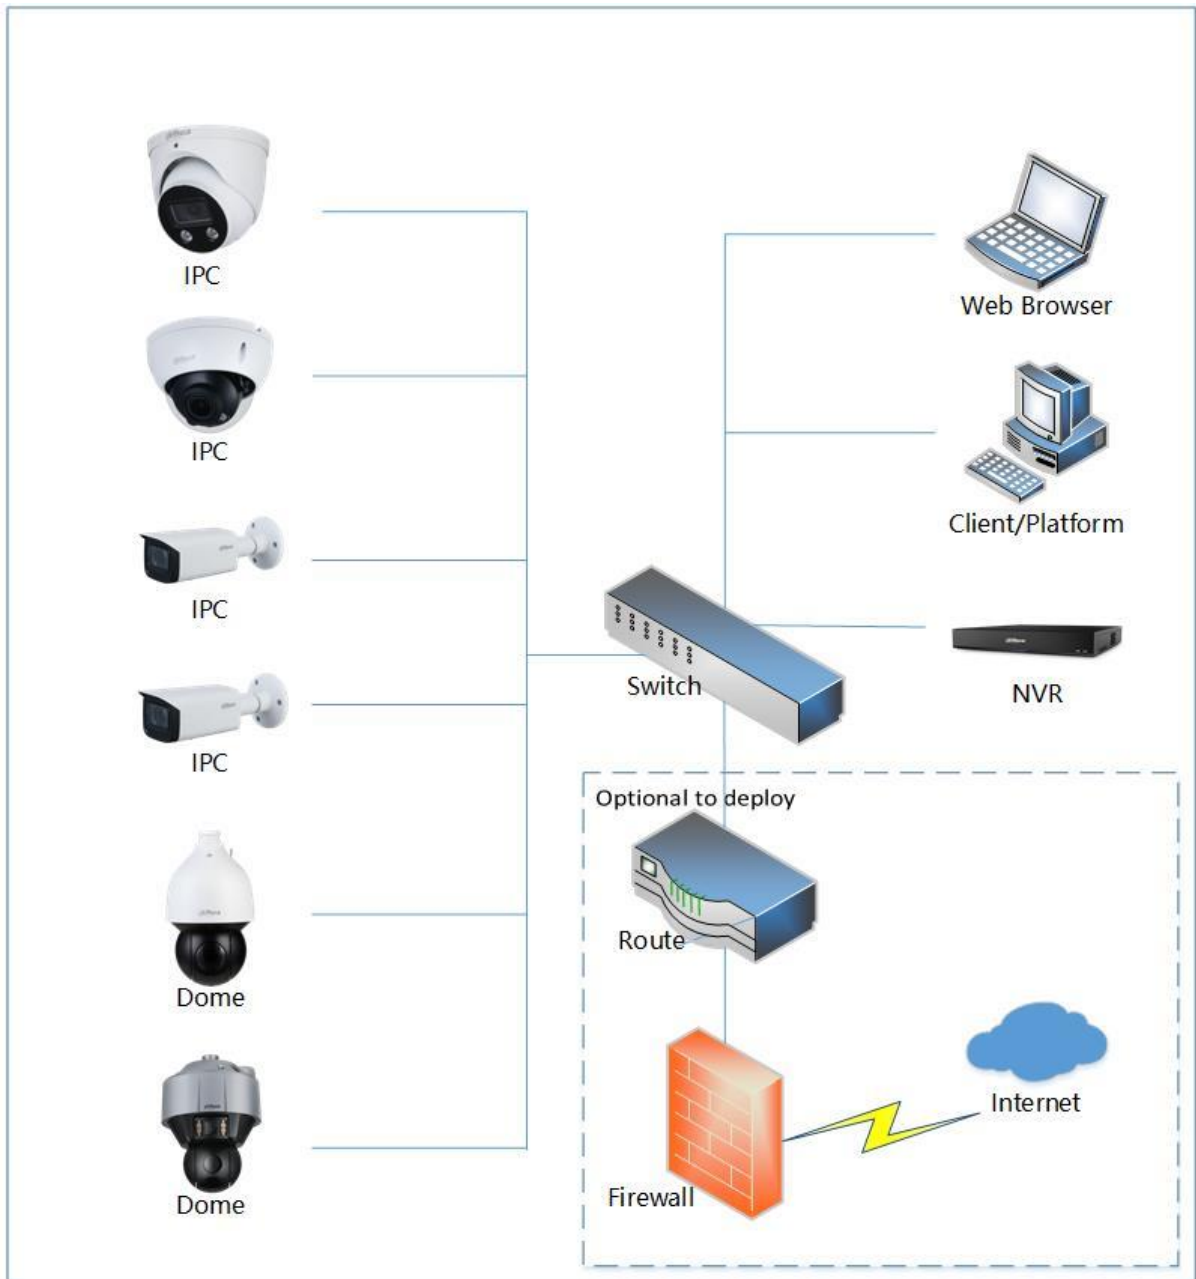 IPC
IPC
IPC
IPC
Dome
Dome
Web Browser
Client/Platform
NVR
Switch
Optional to deploy
Route
Internet
Firewall